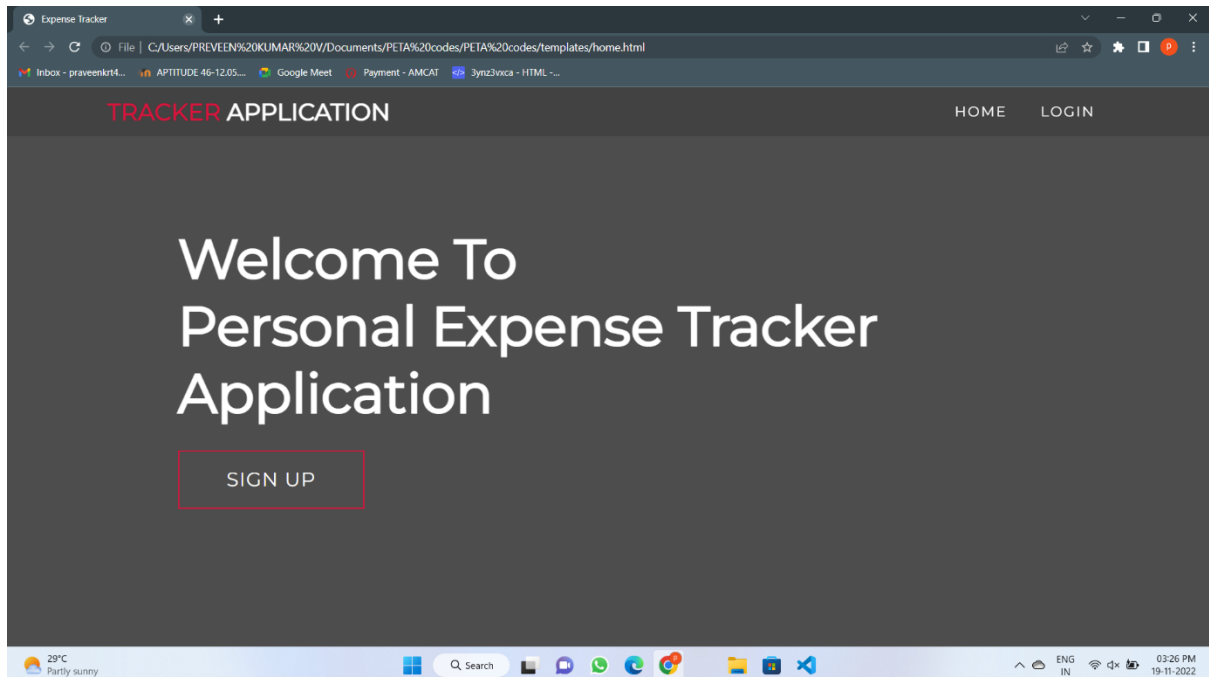 Expense Tracker
File | C:/Users/PREVEEN%20KUMAR%20V/Documents/PETA%20codes/PETA%20codes/templates/home.html
Inbox - praveenkrt4... APTITUDE 46-12.05.... Google Meet Payment - AMCAT 3ynz3vxca - HTML -...
TRACKER APPLICATION HOME LOGIN
Welcome To
Personal Expense Tracker
Application
SIGN UP
29°C
Partly sunny
Search
ENG
IN
03:26 PM
19-11-2022